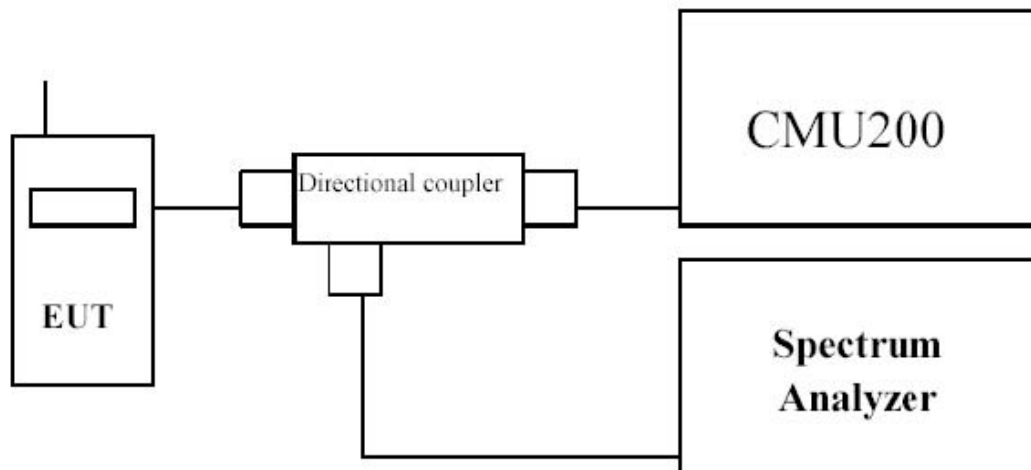 CMU200
Directional coupler
EUT
Spectrum
Analyzer